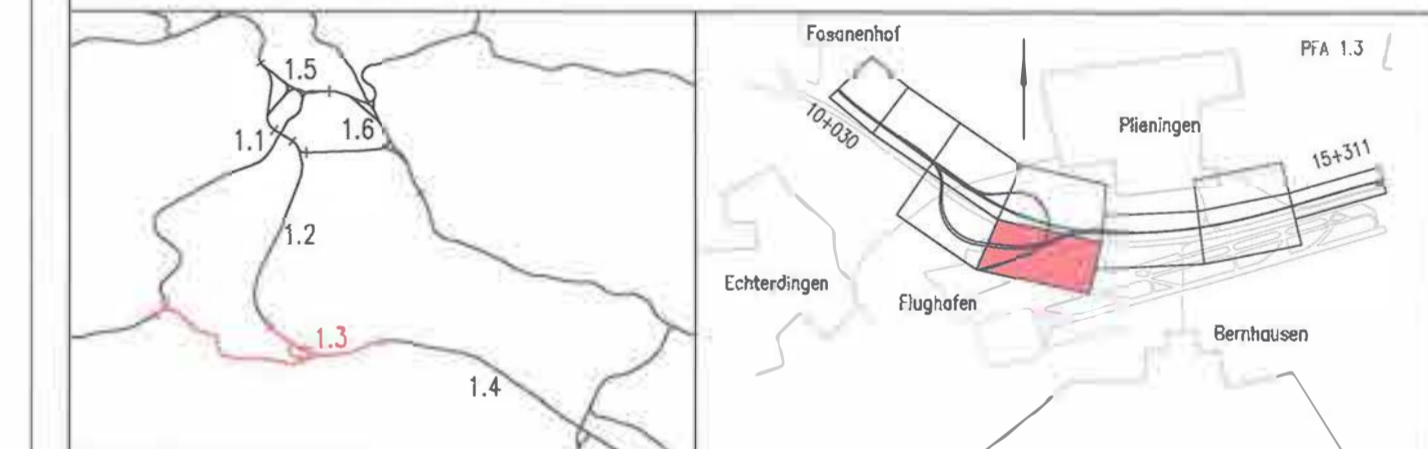 1.5
1.1
1.6
1.2
1.3
1.4
Fasanenhof
PFA 1.3
10+030
Plieningen
15+311
Echterdingen
Flughafen
Bernhausen